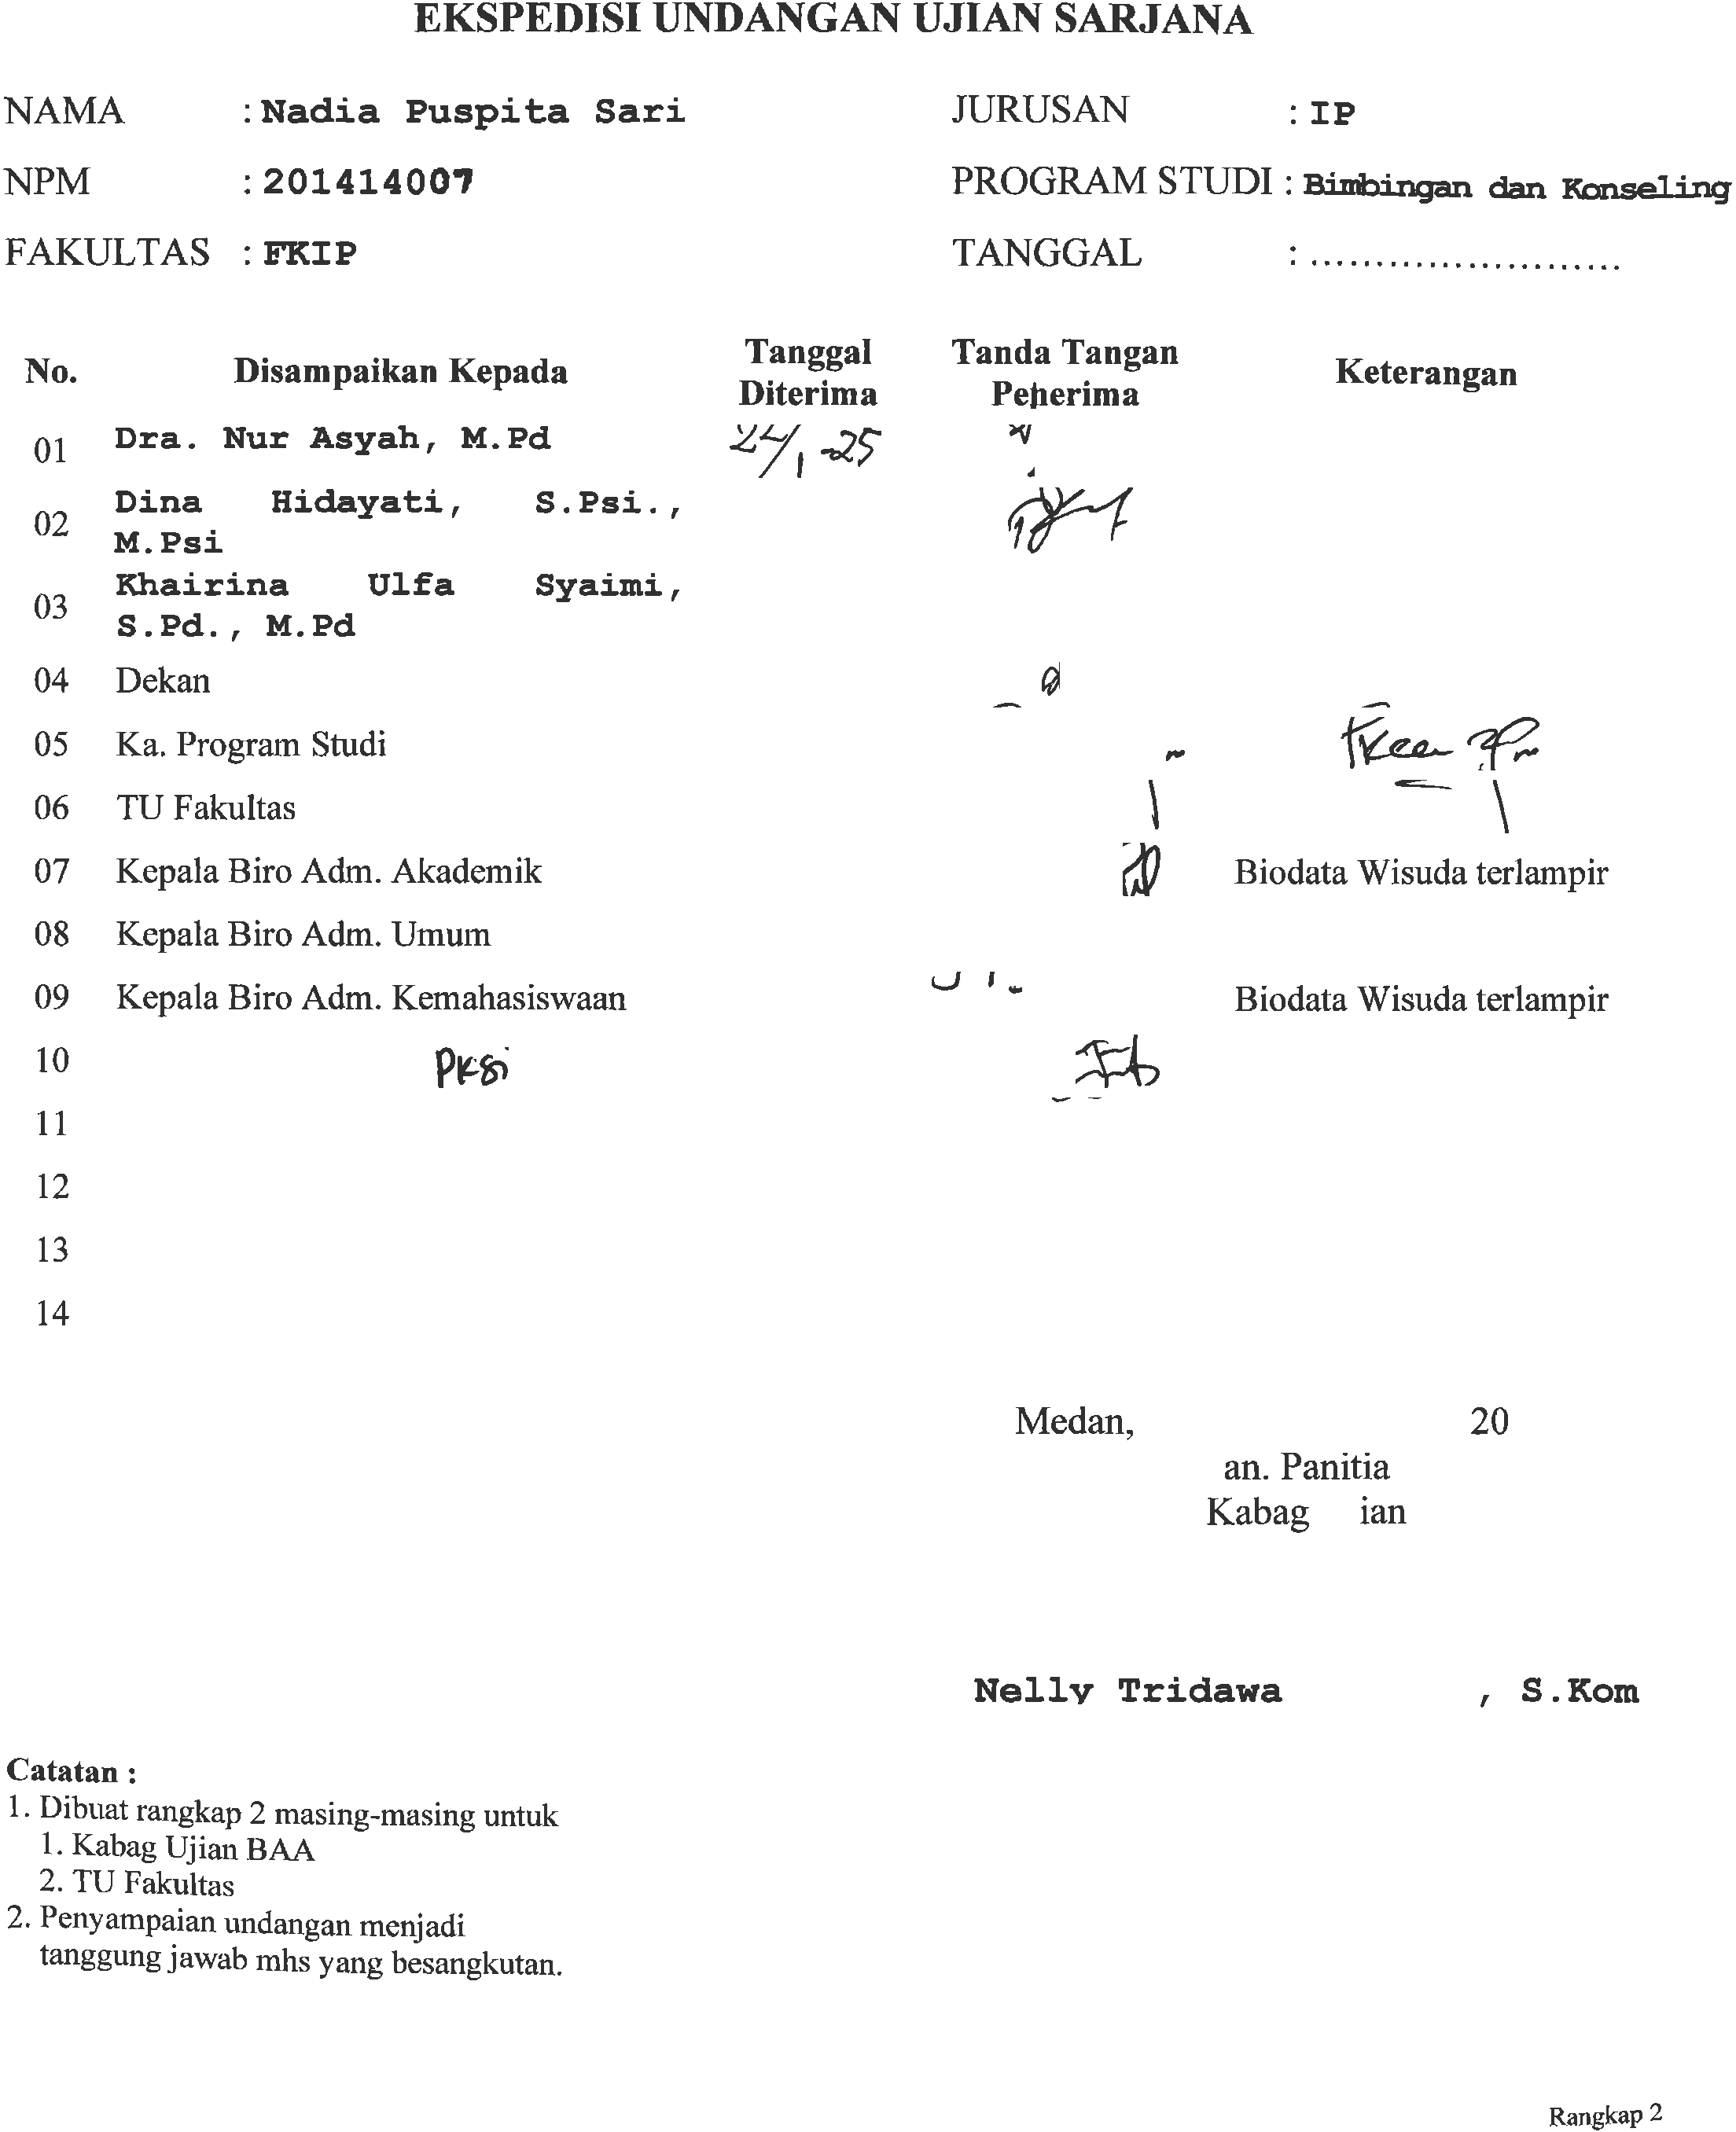 EKSPEDISI UNDANGAN UJIAN SARJANA
NAMA : Nadia Puspita Sari JURUSAN : IP
NPM : 201414007 PROGRAM STUDI : Bimbingan dan Konseling
FAKULTAS : FKIP TANGGAL : ........................
No. Disampaikan Kepada Tanggal Diterima Tanda Tangan Penerima Keterangan
01 Dra. Nur Asyah, M.Pd 24/1-25
02 Dina Hidayati, S.Psi.,
M.Psi
03 Khairina Ulfa Syaimi,
S.Pd., M.Pd
04 Dekan
05 Ka. Program Studi
06 TU Fakultas
07 Kepala Biro Adm. Akademik Biodata Wisuda terlampir
08 Kepala Biro Adm. Umum
09 Kepala Biro Adm. Kemahasiswaan Biodata Wisuda terlampir
10 PKSi
11
12
13
14
Medan, 20
an. Panitia
Kabag ian
Nelly Tridawa , S.Kom
Catatan :
1. Dibuat rangkap 2 masing-masing untuk
1. Kabag Ujian BAA
2. TU Fakultas
2. Penyampaian undangan menjadi
tanggung jawab mhs yang besangkutan.
Rangkap 2